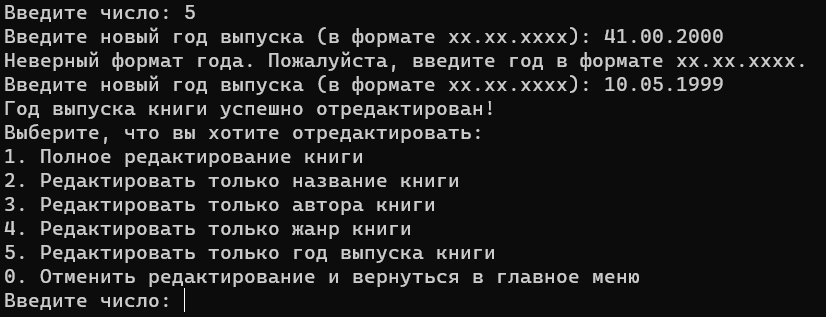 Введите число: 5
Введите новый год выпуска (в формате xx.xx.xxxx): 41.00.2000
Неверный формат года. Пожалуйста, введите год в формате xx.xx.xxxx.
Введите новый год выпуска (в формате xx.xx.xxxx): 10.05.1999
Год выпуска книги успешно отредактирован!
Выберите, что вы хотите отредактировать:
1. Полное редактирование книги
2. Редактировать только название книги
3. Редактировать только автора книги
4. Редактировать только жанр книги
5. Редактировать только год выпуска книги
0. Отменить редактирование и вернуться в главное меню
Введите число: